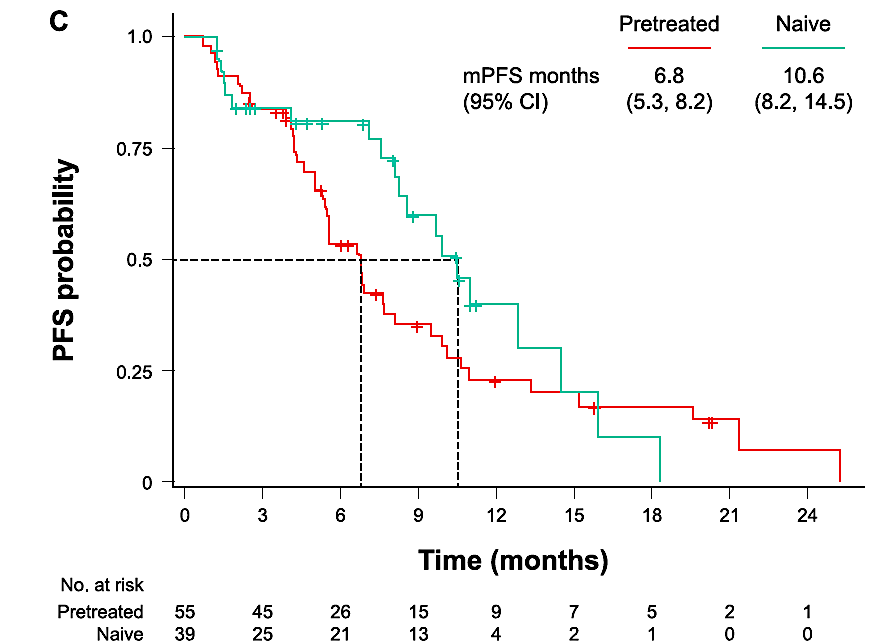 C
Pretreated Naive
mPFS months 6.8 10.6
(95% CI) (5.3, 8.2) (8.2, 14.5)
PFS probability
1.0
0.75
0.5
0.25
0
0 3 6 9 12 15 18 21 24
Time (months)
No. at risk
Pretreated 55 45 26 15 9 7 5 2 1
Naive 39 25 21 13 4 2 1 0 0